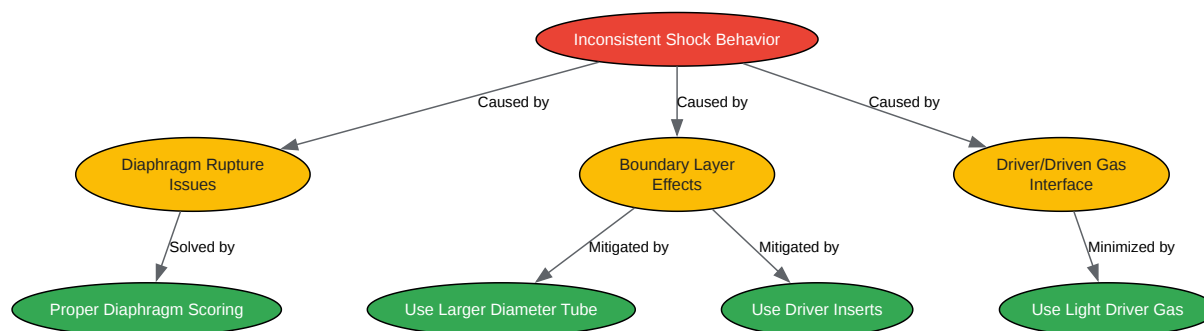 Inconsistent Shock Behavior
Caused by
Caused by
Caused by
Diaphragm Rupture
Issues
Boundary Layer
Effects
Driver/Driven Gas
Interface
Solved by
Mitigated by
Mitigated by
Minimized by
Proper Diaphragm Scoring
Use Larger Diameter Tube
Use Driver Inserts
Use Light Driver Gas